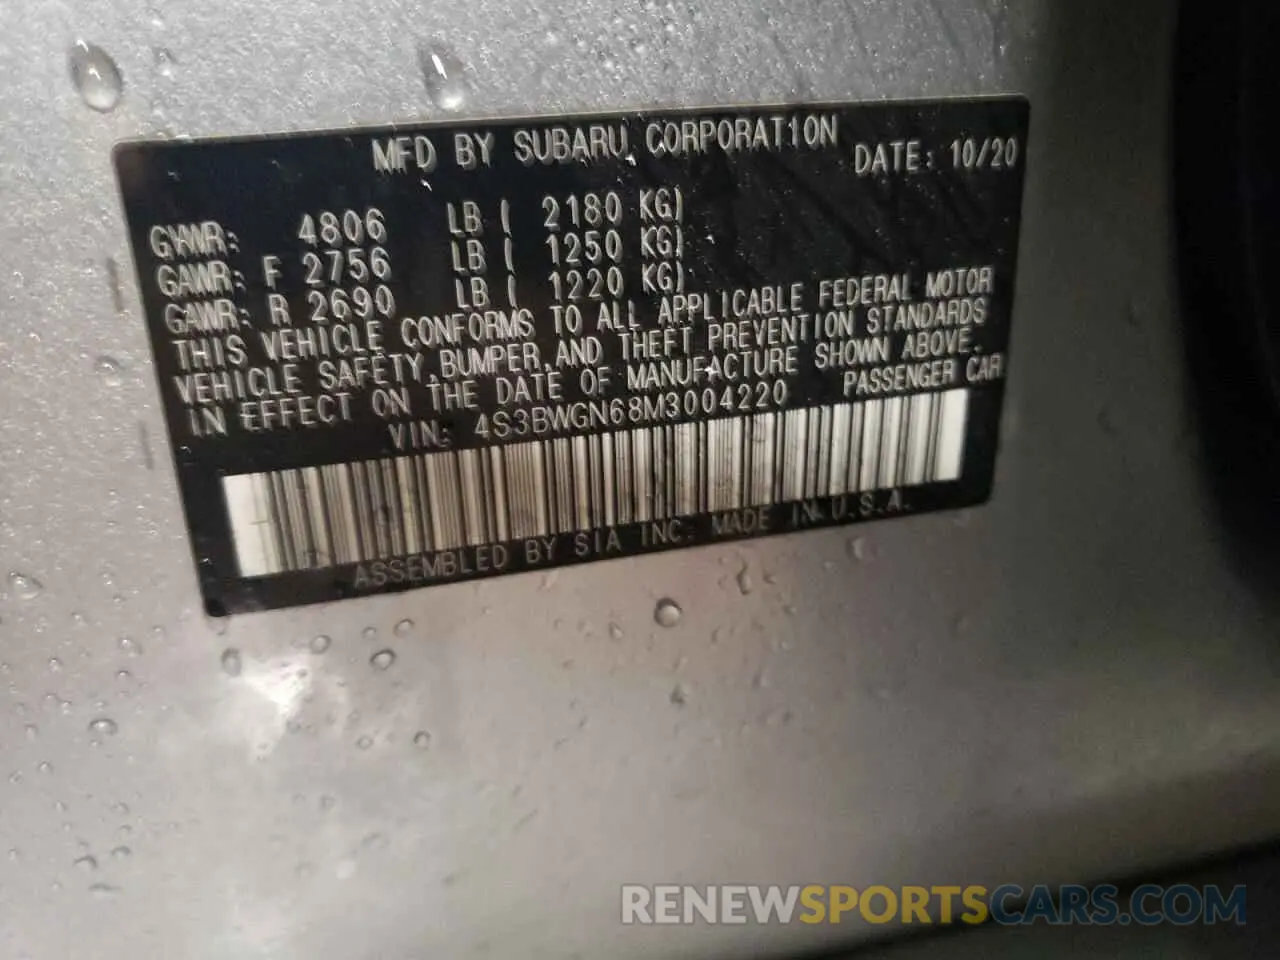 MFD BY SUBARU CORPORATION
DATE: 10/20
GVWR: 4806 LB ( 2180 KG)
GAWR: F 2756 LB ( 1250 KG)
GAWR: R 2690 LB ( 1220 KG)
THIS VEHICLE CONFORMS TO ALL APPLICABLE FEDERAL MOTOR
VEHICLE SAFETY, BUMPER, AND THEFT PREVENTION STANDARDS
IN EFFECT ON THE DATE OF MANUFACTURE SHOWN ABOVE.
VIN: 4S3BWGN68M3004220 PASSENGER CAR
ASSEMBLED BY SIA INC. MADE IN U.S.A.
RENEWSPORTSCARS.COM